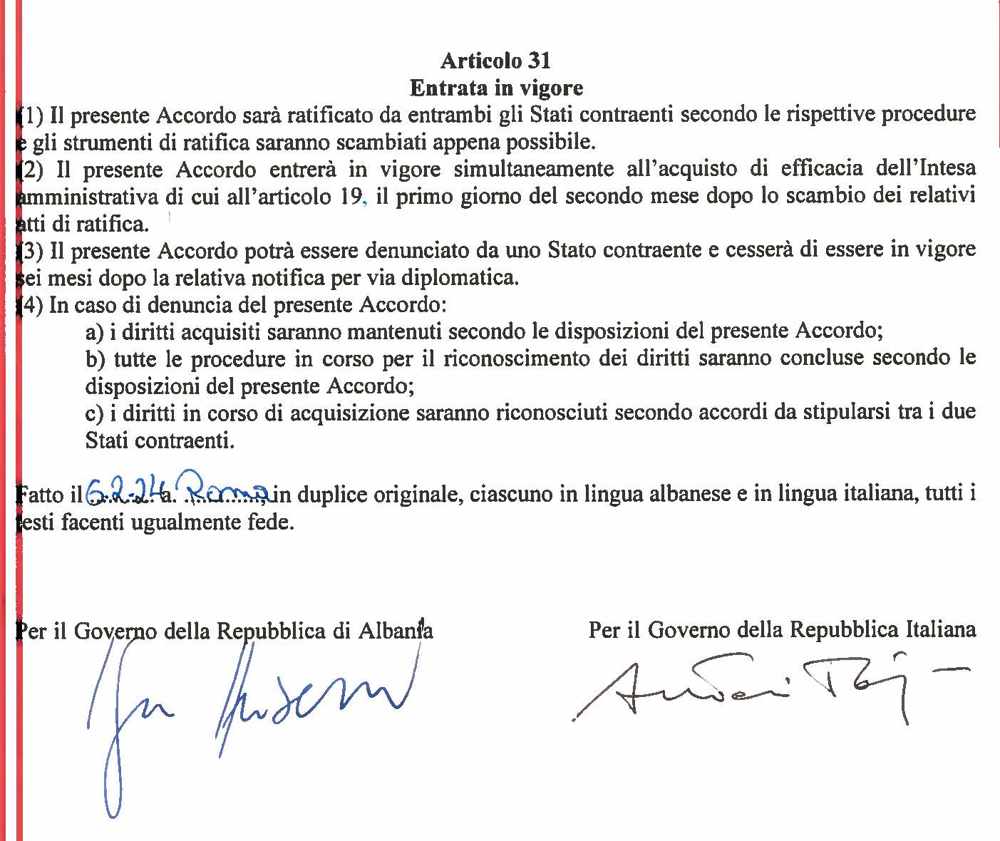 Articolo 31
Entrata in vigore
(1) Il presente Accordo sarà ratificato da entrambi gli Stati contraenti secondo le rispettive procedure
e gli strumenti di ratifica saranno scambiati appena possibile.
(2) Il presente Accordo entrerà in vigore simultaneamente all’acquisto di efficacia dell’Intesa
amministrativa di cui all’articolo 19, il primo giorno del secondo mese dopo lo scambio dei relativi
atti di ratifica.
(3) Il presente Accordo potrà essere denunciato da uno Stato contraente e cesserà di essere in vigore
sei mesi dopo la relativa notifica per via diplomatica.
(4) In caso di denuncia del presente Accordo:
a) i diritti acquisiti saranno mantenuti secondo le disposizioni del presente Accordo;
b) tutte le procedure in corso per il riconoscimento dei diritti saranno concluse secondo le
disposizioni del presente Accordo;
c) i diritti in corso di acquisizione saranno riconosciuti secondo accordi da stipularsi tra i due
Stati contraenti.
Fatto il 6.2.24 a Roma, in duplice originale, ciascuno in lingua albanese e in lingua italiana, tutti i
testi facenti ugualmente fede.
Per il Governo della Repubblica di Albania
Per il Governo della Repubblica Italiana